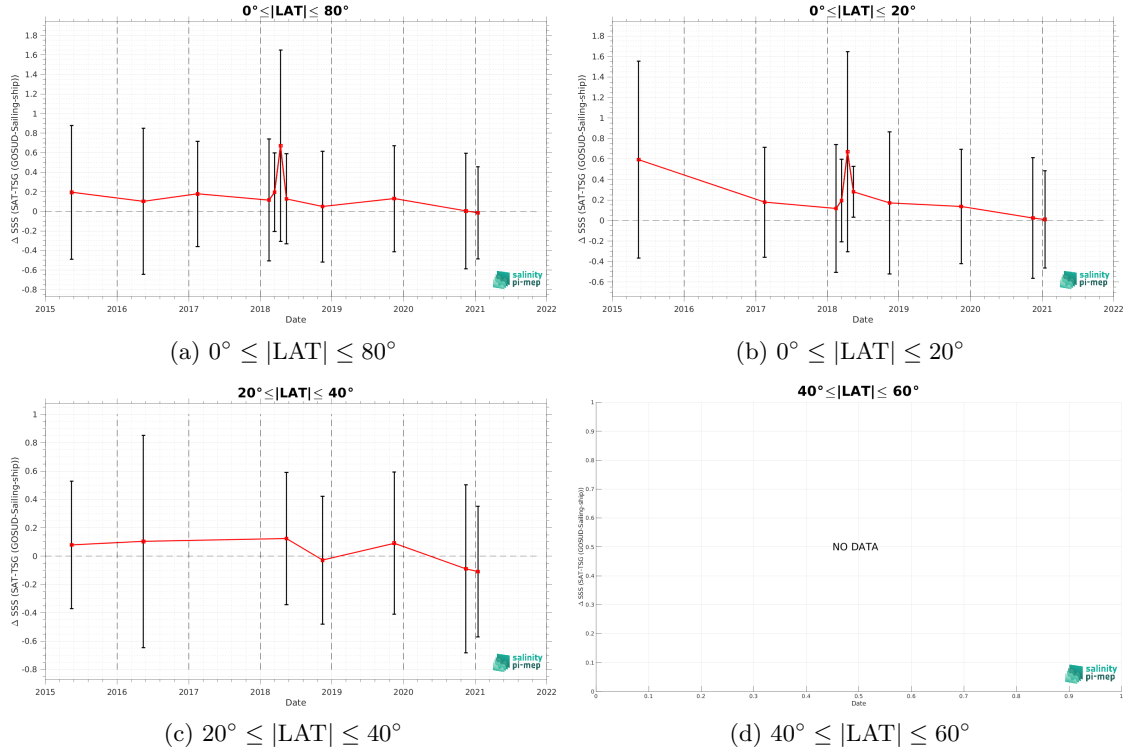 0°≤|LAT|≤ 80°
Δ SSS (SAT-TSG (GOSUD-Sailing-ship))
1.8
1.6
1.4
1.2
1
0.8
0.6
0.4
0.2
0
-0.2
-0.4
-0.6
-0.8
2015 2016 2017 2018 2019 2020 2021 2022
Date
salinity
pi-mep
(a) 0° ≤ |LAT| ≤ 80°
0°≤|LAT|≤ 20°
Δ SSS (SAT-TSG (GOSUD-Sailing-ship))
1.8
1.6
1.4
1.2
1
0.8
0.6
0.4
0.2
0
-0.2
-0.4
-0.6
2015 2016 2017 2018 2019 2020 2021 2022
Date
salinity
pi-mep
(b) 0° ≤ |LAT| ≤ 20°
20°≤|LAT|≤ 40°
Δ SSS (SAT-TSG (GOSUD-Sailing-ship))
1
0.8
0.6
0.4
0.2
0
-0.2
-0.4
-0.6
-0.8
2015 2016 2017 2018 2019 2020 2021 2022
Date
salinity
pi-mep
(c) 20° ≤ |LAT| ≤ 40°
40°≤|LAT|≤ 60°
Δ SSS (SAT-TSG (GOSUD-Sailing-ship))
1
0.9
0.8
0.7
0.6
0.5
0.4
0.3
0.2
0.1
0
NO DATA
0 0.1 0.2 0.3 0.4 0.5 0.6 0.7 0.8 0.9 1
Date
salinity
pi-mep
(d) 40° ≤ |LAT| ≤ 60°